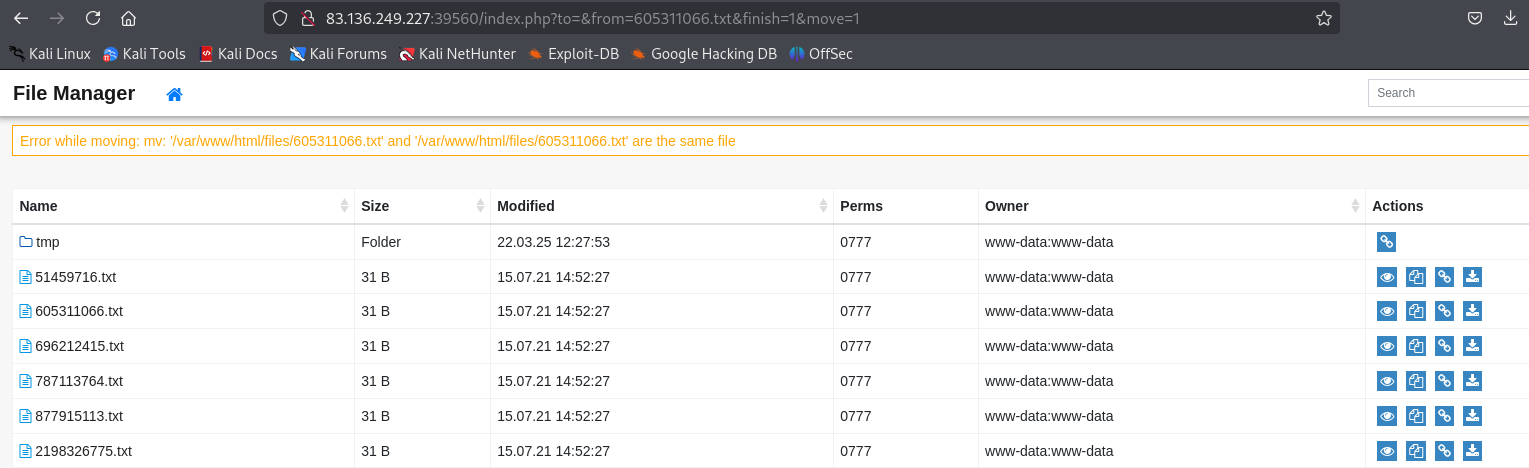 83.136.249.227:39560/index.php?to=&from=605311066.txt&finish=1&move=1
Kali Linux Kali Tools Kali Docs Kali Forums Kali NetHunter Exploit-DB Google Hacking DB OffSec
File Manager Search
Error while moving: mv: '/var/www/html/files/605311066.txt' and '/var/www/html/files/605311066.txt' are the same file
Name Size Modified Perms Owner Actions
tmp Folder 22.03.25 12:27:53 0777 www-data:www-data
51459716.txt 31 B 15.07.21 14:52:27 0777 www-data:www-data
605311066.txt 31 B 15.07.21 14:52:27 0777 www-data:www-data
696212415.txt 31 B 15.07.21 14:52:27 0777 www-data:www-data
787113764.txt 31 B 15.07.21 14:52:27 0777 www-data:www-data
877915113.txt 31 B 15.07.21 14:52:27 0777 www-data:www-data
2198326775.txt 31 B 15.07.21 14:52:27 0777 www-data:www-data